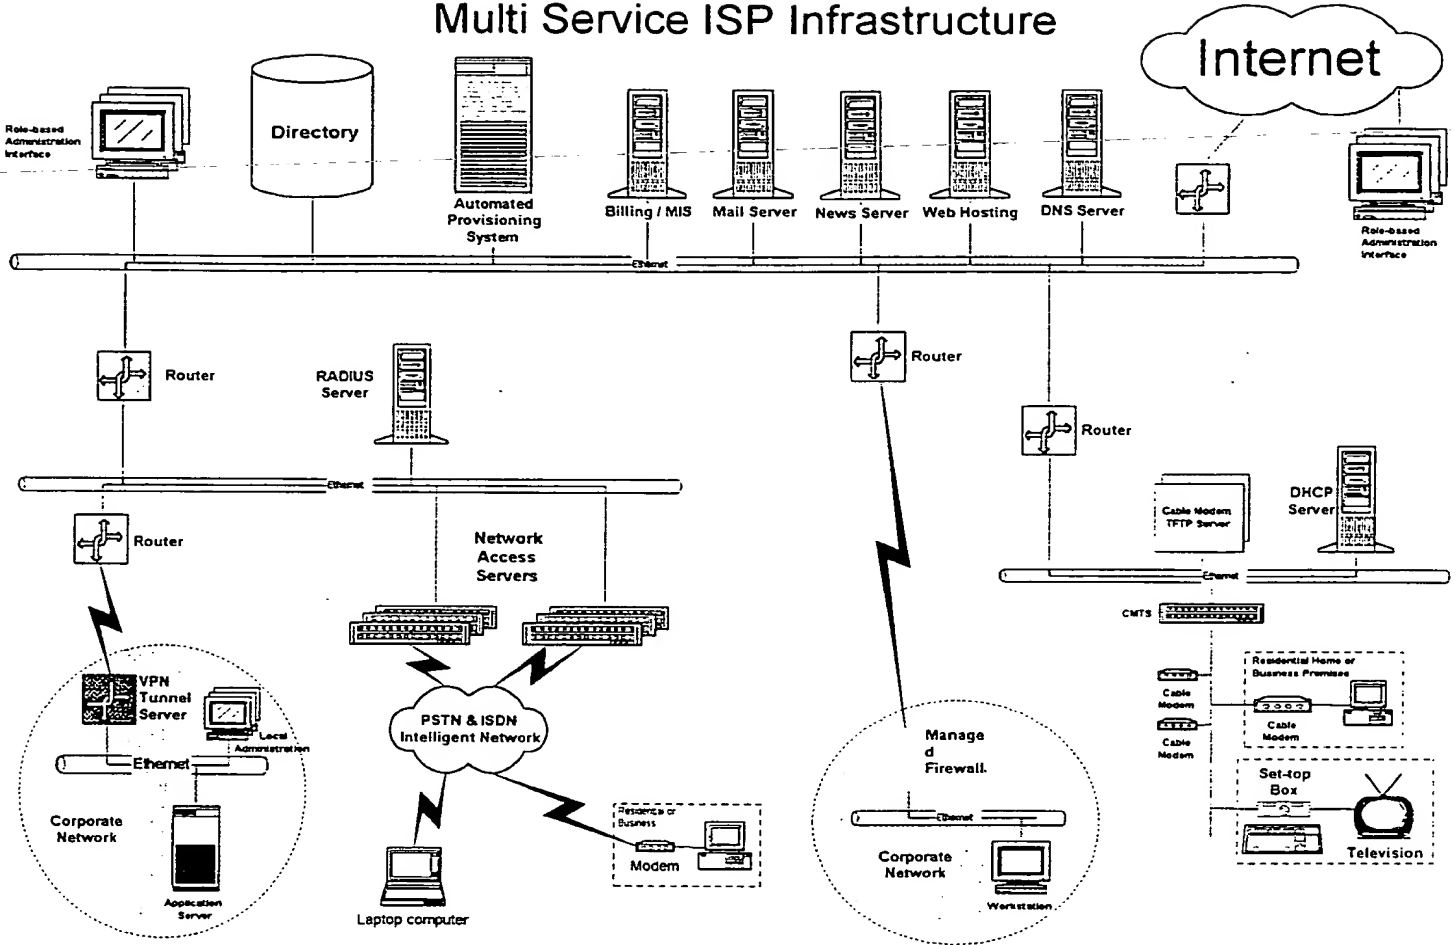 Multi Service ISP Infrastructure
Internet
Role-based
Administration
Interface
Directory
Automated
Provisioning
System
Billing / MIS
Mail Server
News Server
Web Hosting
DNS Server
Role-based
Administration
Interface
Ethernet
Router
RADIUS
Server
Router
Router
Ethernet
Router
Network
Access
Servers
Cable Modem
TFTP Server
DHCP
Server
Ethernet
CMTS
VPN
Tunnel
Server
Local
Administration
Ethernet
Corporate
Network
Application
Server
PSTN & ISDN
Intelligent Network
Laptop computer
Residential or
Business
Modem
Manage
d
Firewall.
Ethernet
Corporate
Network
Workstation
Cable
Modem
Cable
Modem
Residential Home or
Business Premises
Cable
Modem
Set-top
Box
Television